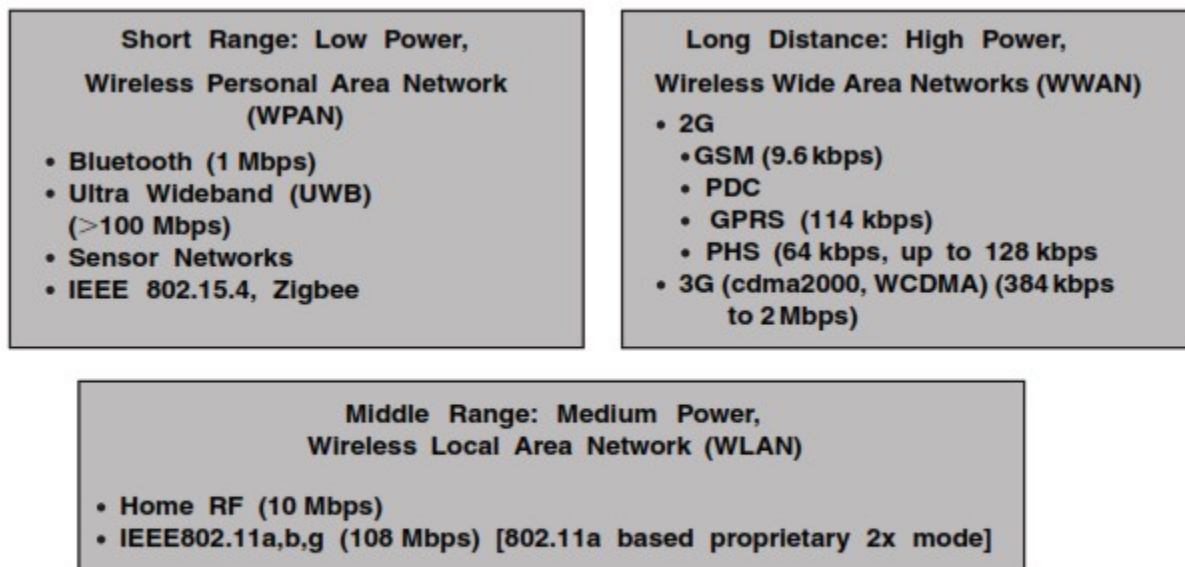 Short Range: Low Power,
Wireless Personal Area Network
(WPAN)
• Bluetooth (1 Mbps)
• Ultra Wideband (UWB)
(>100 Mbps)
• Sensor Networks
• IEEE 802.15.4, Zigbee
Long Distance: High Power,
Wireless Wide Area Networks (WWAN)
• 2G
•GSM (9.6 kbps)
• PDC
• GPRS (114 kbps)
• PHS (64 kbps, up to 128 kbps
• 3G (cdma2000, WCDMA) (384 kbps
to 2 Mbps)
Middle Range: Medium Power,
Wireless Local Area Network (WLAN)
• Home RF (10 Mbps)
• IEEE802.11a,b,g (108 Mbps) [802.11a based proprietary 2x mode]